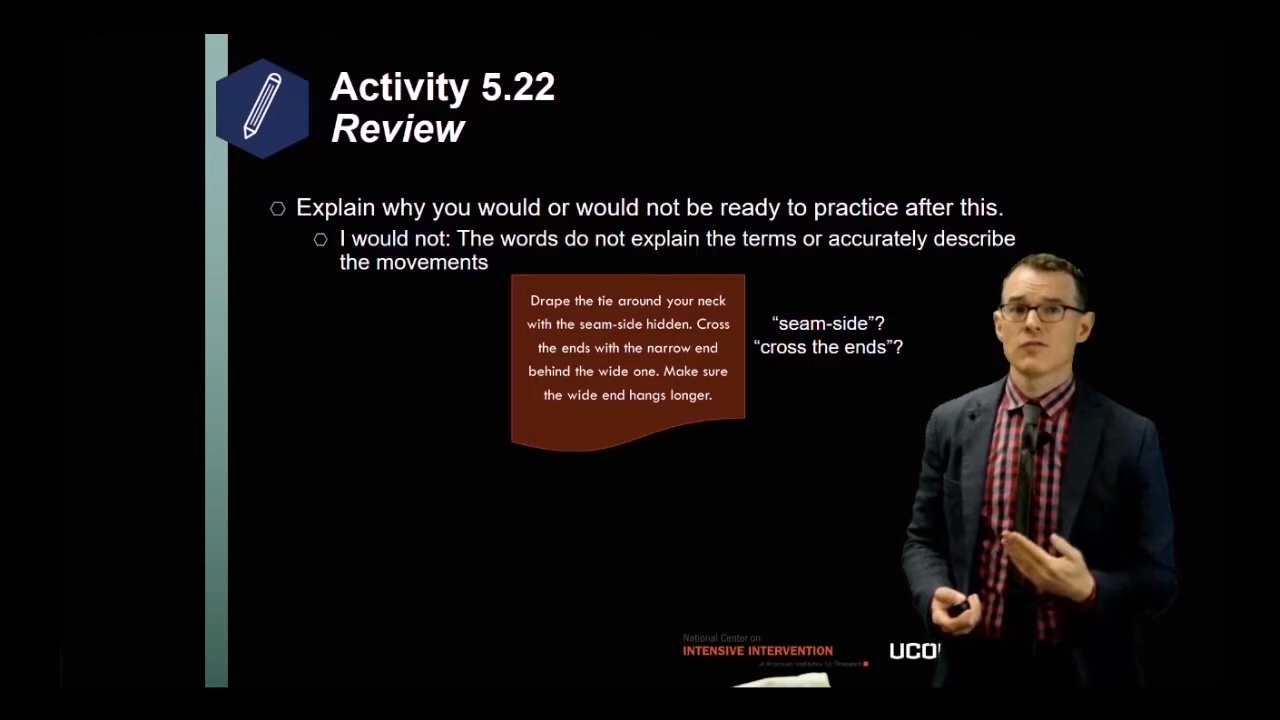 Activity 5.22
Review
Explain why you would or would not be ready to practice after this.
I would not: The words do not explain the terms or accurately describe
the movements
Drape the tie around your neck
with the seam-side hidden. Cross
the ends with the narrow end
behind the wide one. Make sure
the wide end hangs longer.
“seam-side”?
“cross the ends”?
National Center on
INTENSIVE INTERVENTION
at American Institutes for Research
UCO